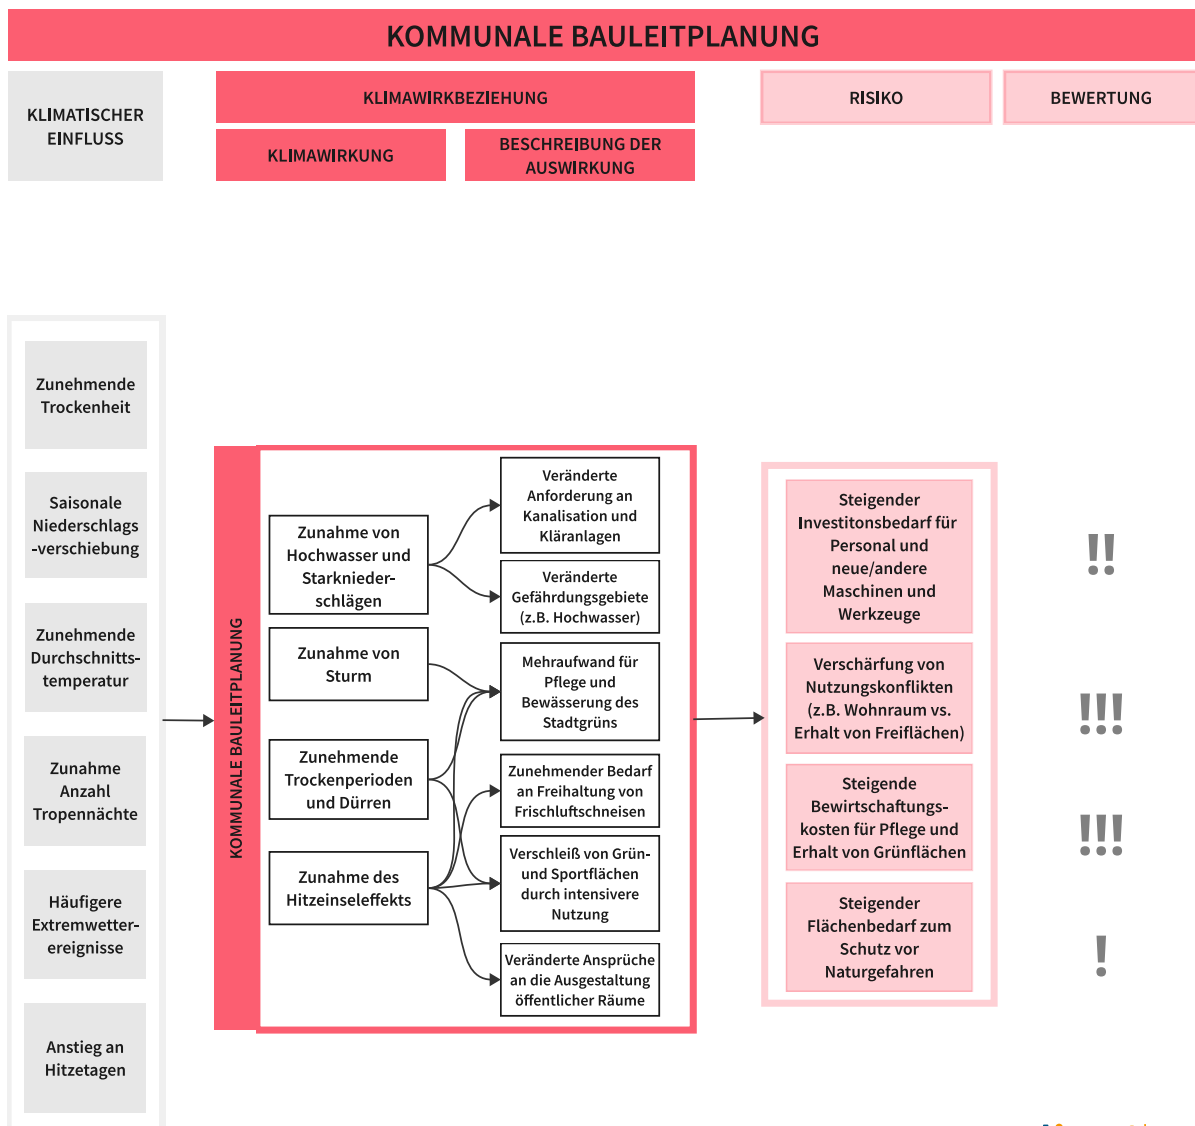 KOMMUNALE BAULEITPLANUNG
KLIMATISCHER
EINFLUSS
KLIMAWIRKBEZIEHUNG
RISIKO
BEWERTUNG
KLIMAWIRKUNG
BESCHREIBUNG DER
AUSWIRKUNG
Zunehmende
Trockenheit
Saisonale
Niederschlags
-verschiebung
Zunehmende
Durchschnitts-
temperatur
Zunahme
Anzahl
Tropennächte
Häufigere
Extremwetter-
ereignisse
Anstieg an
Hitzetagen
KOMMUNALE BAULEITPLANUNG
Zunahme von
Hochwasser und
Starknieder-
schlägen
Zunahme von
Sturm
Zunehmende
Trockenperioden
und Dürren
Zunahme des
Hitzeinseleffekts
Veränderte
Anforderung an
Kanalisation und
Kläranlagen
Veränderte
Gefährdungsgebiete
(z.B. Hochwasser)
Mehraufwand für
Pflege und
Bewässerung des
Stadtgrüns
Zunehmender Bedarf
an Freihaltung von
Frischluftschneisen
Verschleiß von Grün-
und Sportflächen
durch intensivere
Nutzung
Veränderte Ansprüche
an die Ausgestaltung
öffentlicher Räume
Steigender
Investitonsbedarf für
Personal und
neue/andere
Maschinen und
Werkzeuge
!!
Verschärfung von
Nutzungskonflikten
(z.B. Wohnraum vs.
Erhalt von Freiflächen)
!!!
Steigende
Bewirtschaftungs-
kosten für Pflege und
Erhalt von Grünflächen
!!!
Steigender
Flächenbedarf zum
Schutz vor
Naturgefahren
!